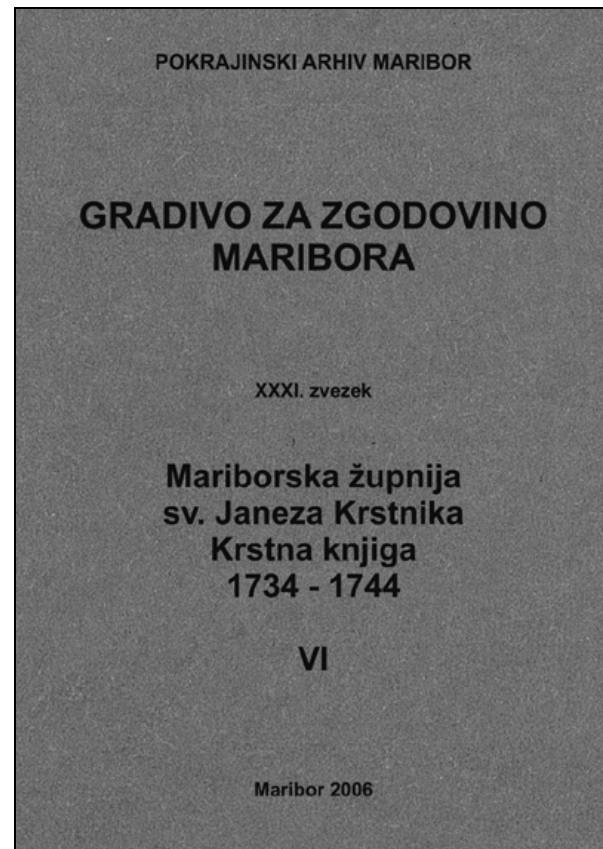 POKRAJINSKI ARHIV MARIBOR
GRADIVO ZA ZGODOVINO
MARIBORA
XXXI. zvezek
Mariborska župnija
sv. Janeza Krstnika
Krstna knjiga
1734 - 1744
VI
Maribor 2006